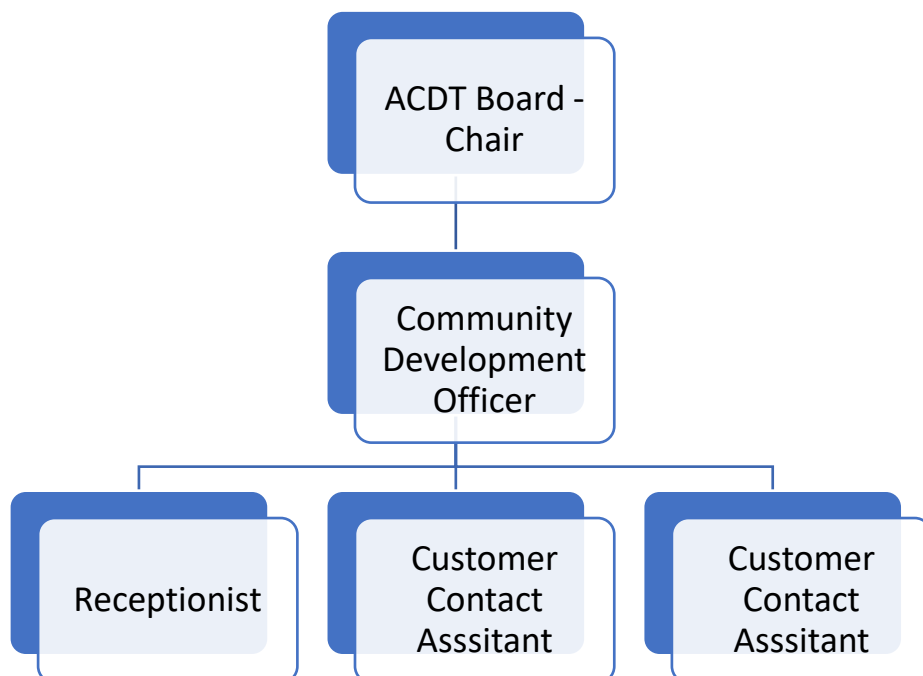 ACDT Board -
Chair
Community
Development
Officer
Receptionist
Customer
Contact
Asssitant
Customer
Contact
Asssitant